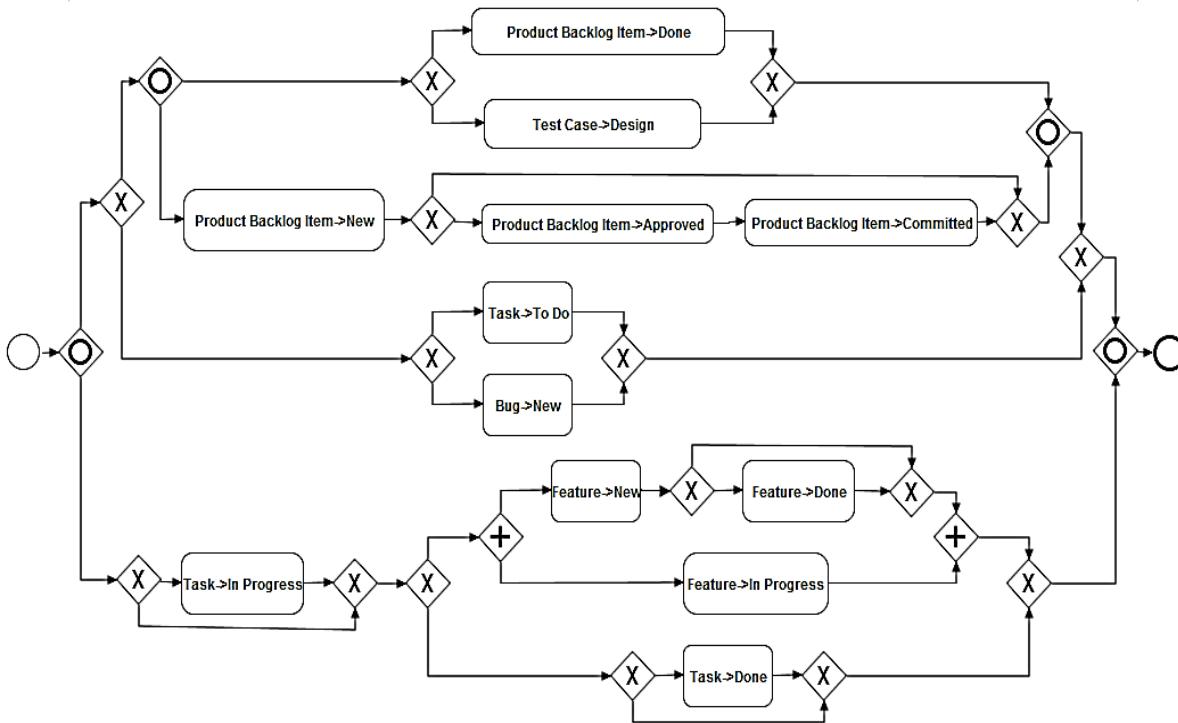 Product Backlog Item->Done
X
X
Test Case->Design
X
Product Backlog Item->New
X
Product Backlog Item->Approved
Product Backlog Item->Committed
X
X
Task->To Do
X
X
Bug->New
Feature->New
X
Feature->Done
X
X
Task->In Progress
X
X
Feature->In Progress
X
X
Task->Done
X